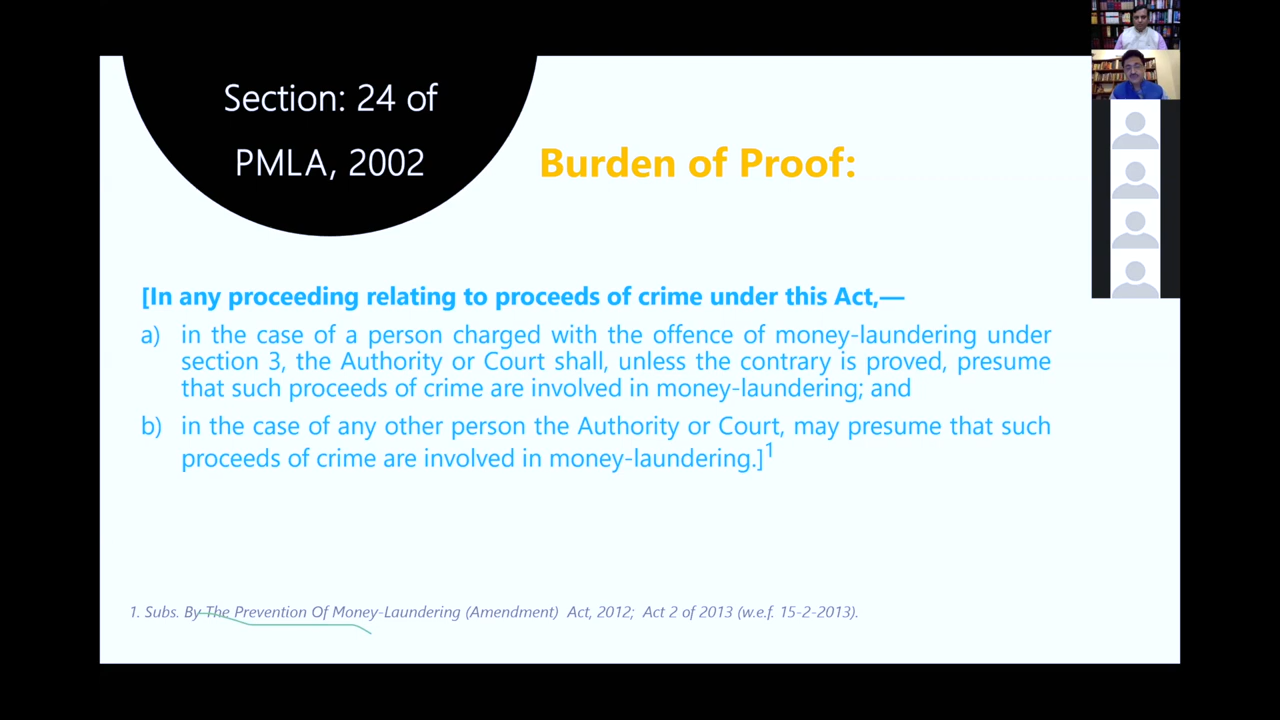 Section: 24 of
PMLA, 2002
Burden of Proof:
[In any proceeding relating to proceeds of crime under this Act,—
a) in the case of a person charged with the offence of money-laundering under
section 3, the Authority or Court shall, unless the contrary is proved, presume
that such proceeds of crime are involved in money-laundering; and
b) in the case of any other person the Authority or Court, may presume that such
proceeds of crime are involved in money-laundering.]1
1. Subs. By The Prevention Of Money-Laundering (Amendment) Act, 2012; Act 2 of 2013 (w.e.f. 15-2-2013).